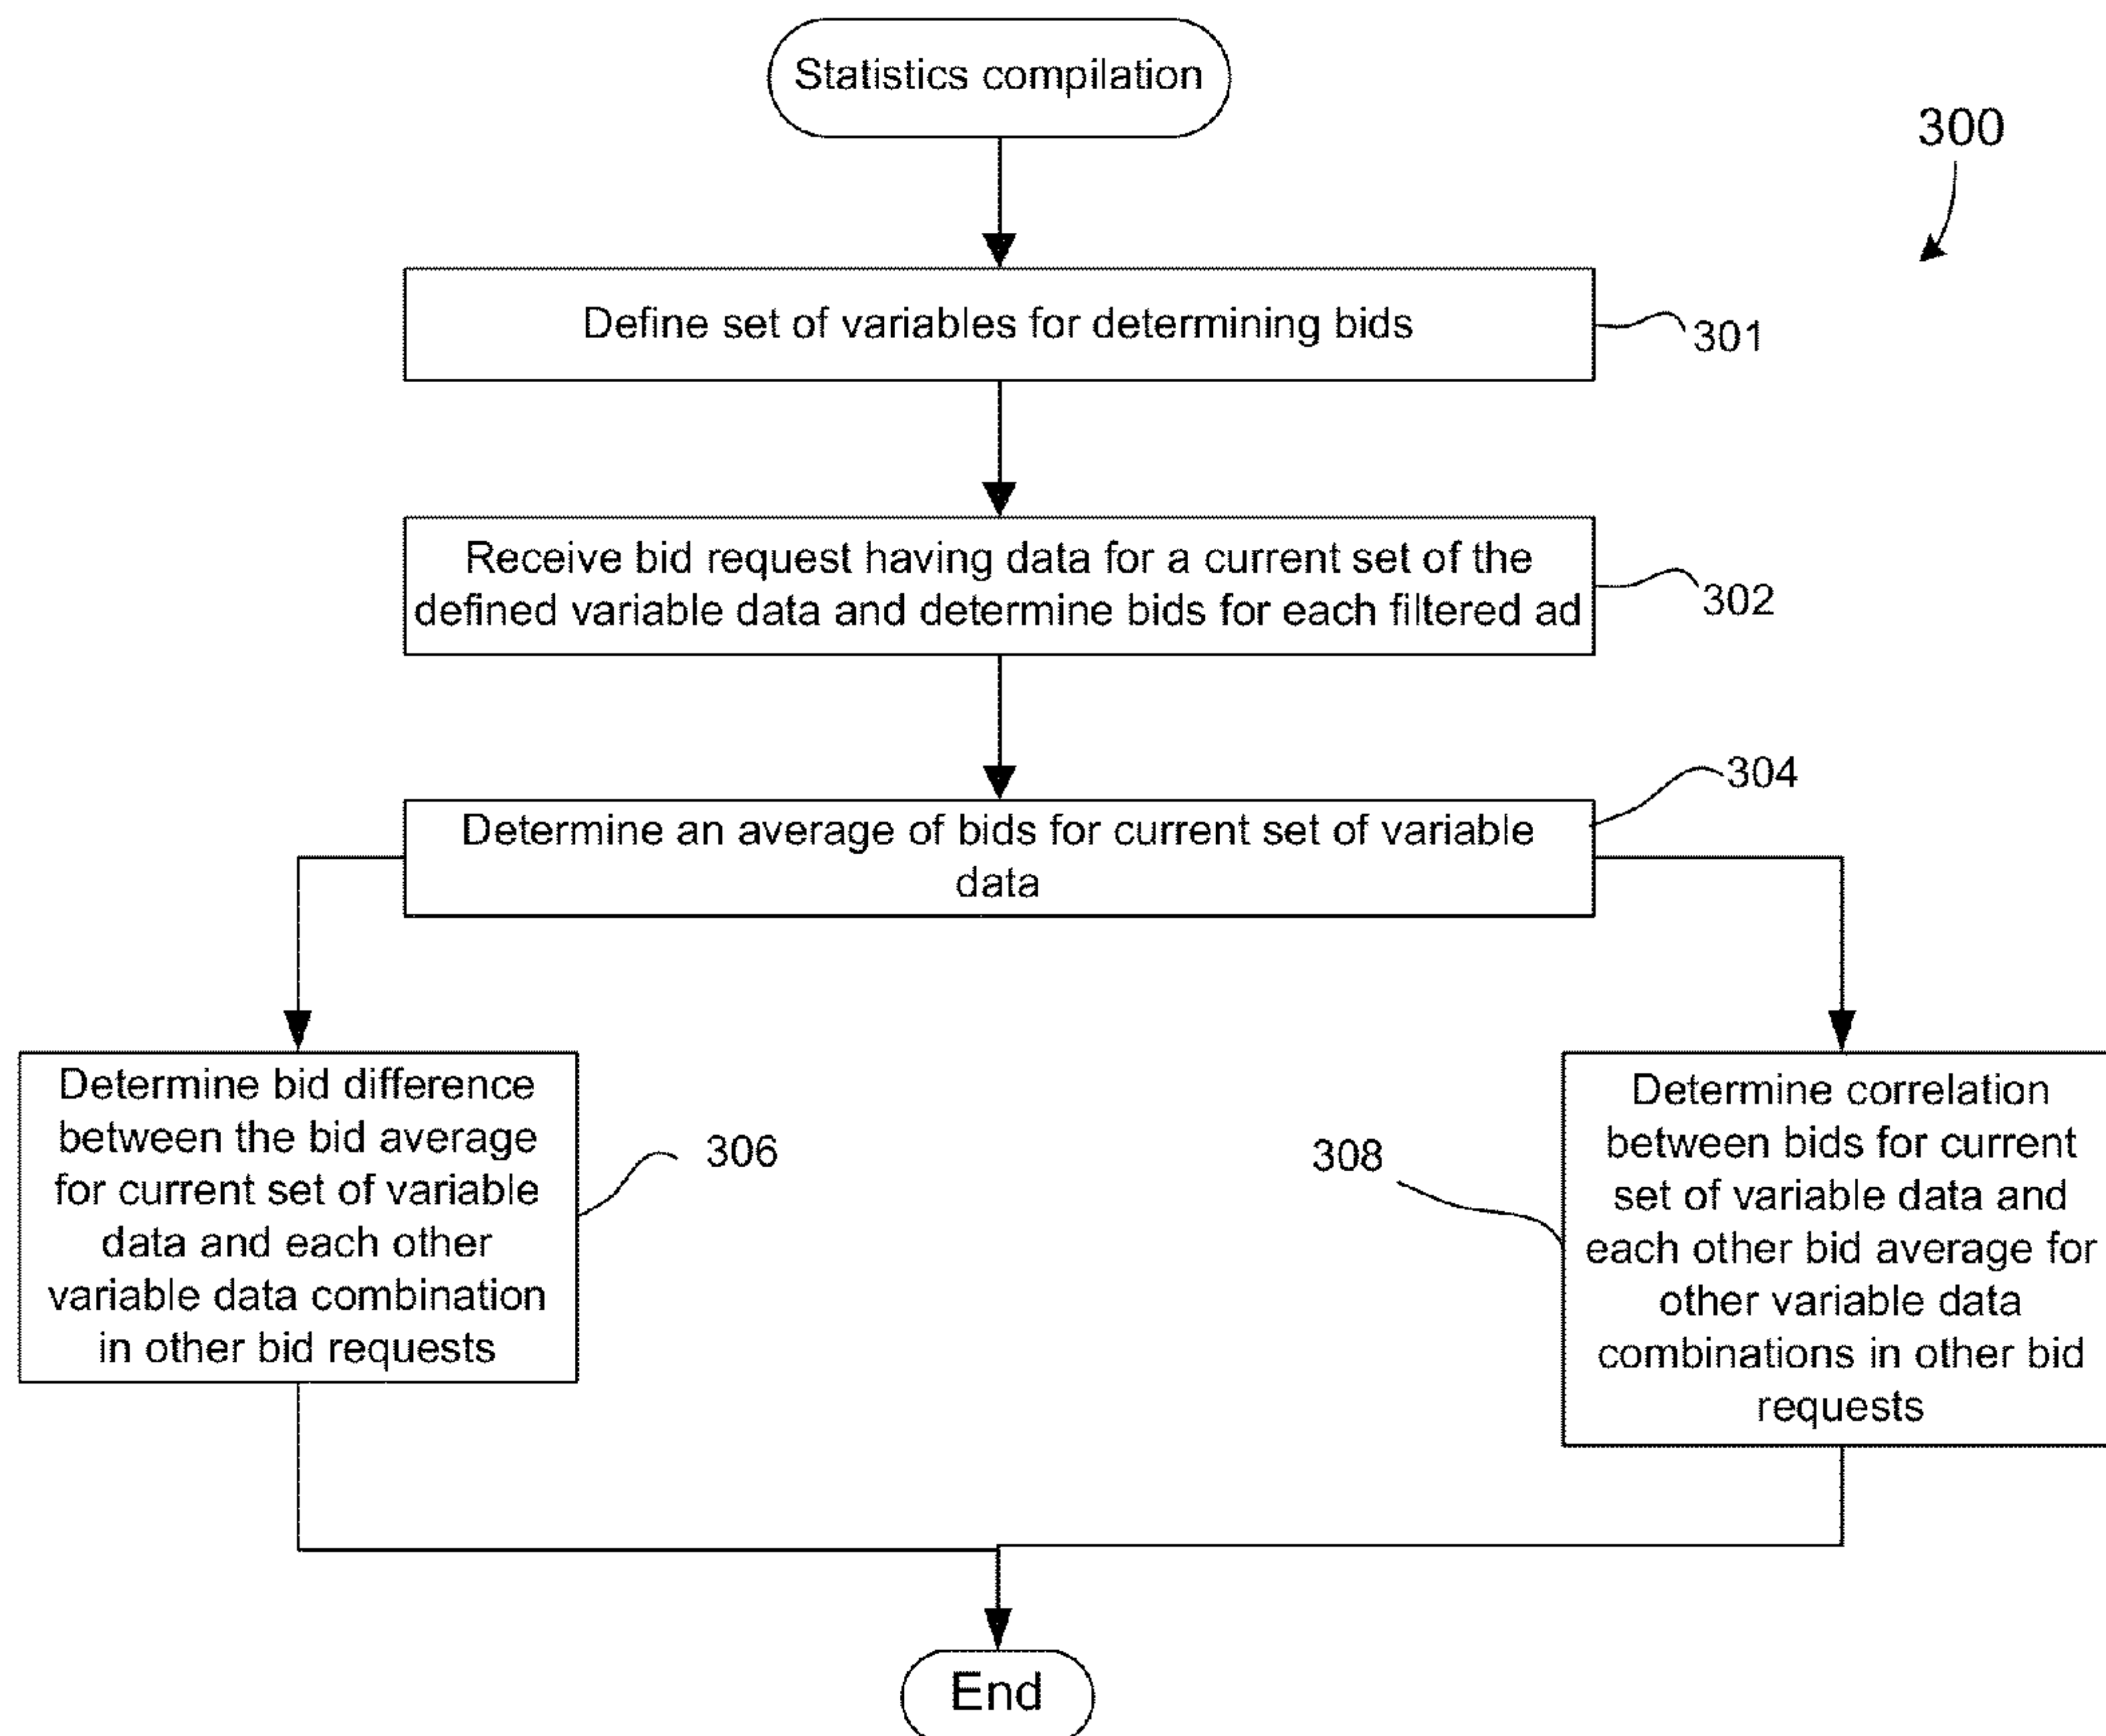 Statistics compilation
300
Define set of variables for determining bids
301
Receive bid request having data for a current set of the
defined variable data and determine bids for each filtered ad
302
304
Determine an average of bids for current set of variable
data
Determine bid difference
between the bid average
for current set of variable
data and each other
variable data combination
in other bid requests
306
308
Determine correlation
between bids for current
set of variable data and
each other bid average for
other variable data
combinations in other bid
requests
End